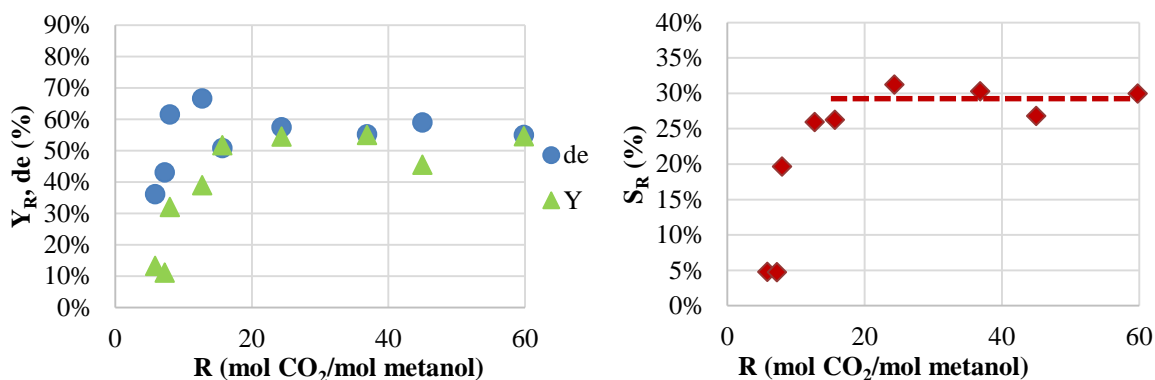 90%
80%
70%
60%
50%
40%
30%
20%
10%
0%
Y_R, de (%)
0 20 40 60
R (mol CO₂/mol metanol)
de
Y
40%
35%
30%
25%
20%
15%
10%
5%
0%
S_R (%)
0 20 40 60
R (mol CO₂/mol metanol)